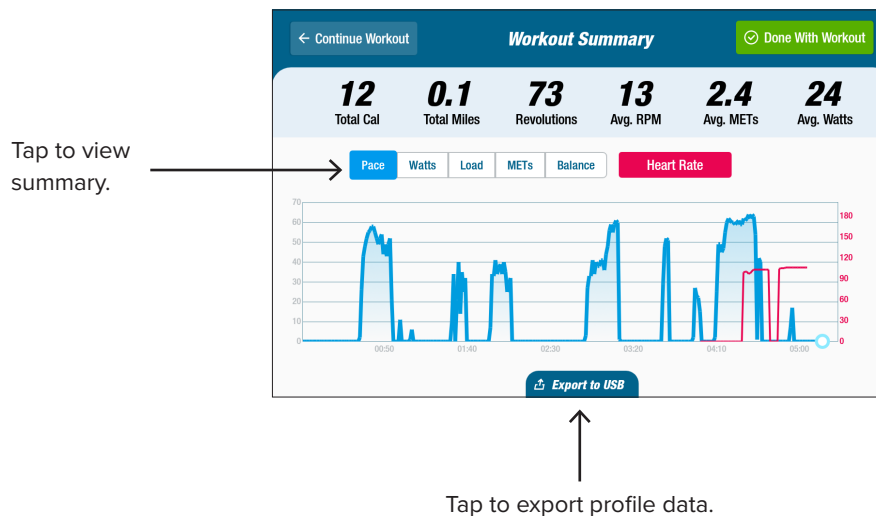 ← Continue Workout
Workout Summary
Done With Workout
12
0.1
73
13
2.4
24
Total Cal
Total Miles
Revolutions
Avg. RPM
Avg. METs
Avg. Watts
Tap to view
summary.
Pace
Watts
Load
METs
Balance
Heart Rate
70
60
50
40
30
20
10
0
180
150
120
90
60
30
0
00:50
01:40
02:30
03:20
04:10
05:00
Export to USB
Tap to export profile data.